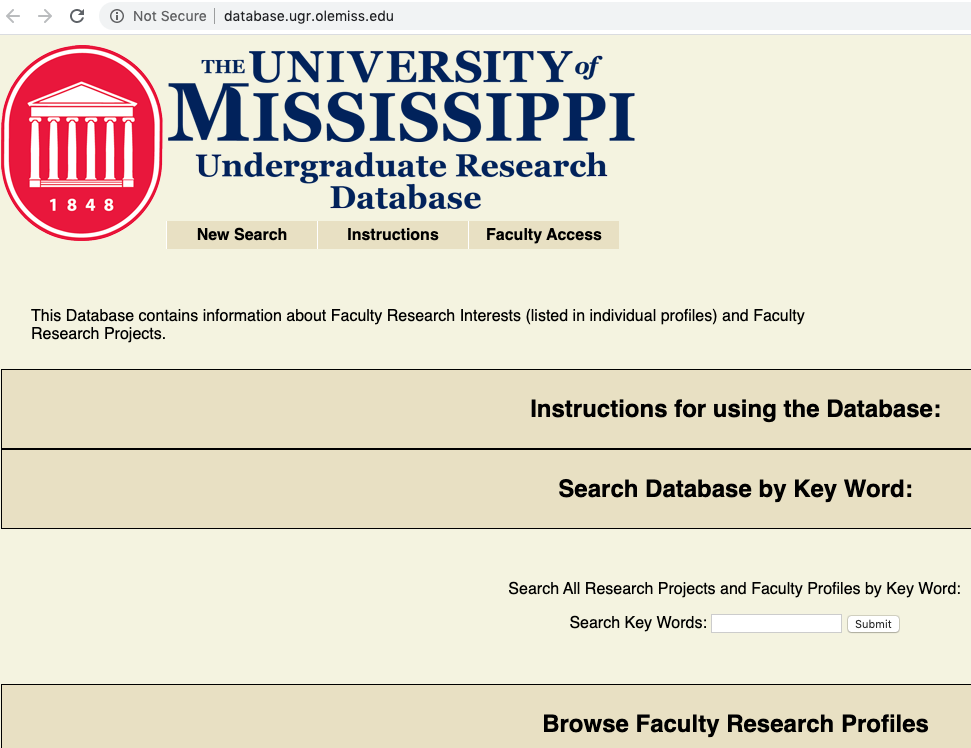 Not Secure | database.ugr.olemiss.edu
THE UNIVERSITY of
MISSISSIPPI
Undergraduate Research
Database
1848
New Search
Instructions
Faculty Access
This Database contains information about Faculty Research Interests (listed in individual profiles) and Faculty
Research Projects.
Instructions for using the Database:
Search Database by Key Word:
Search All Research Projects and Faculty Profiles by Key Word:
Search Key Words: Submit
Browse Faculty Research Profiles